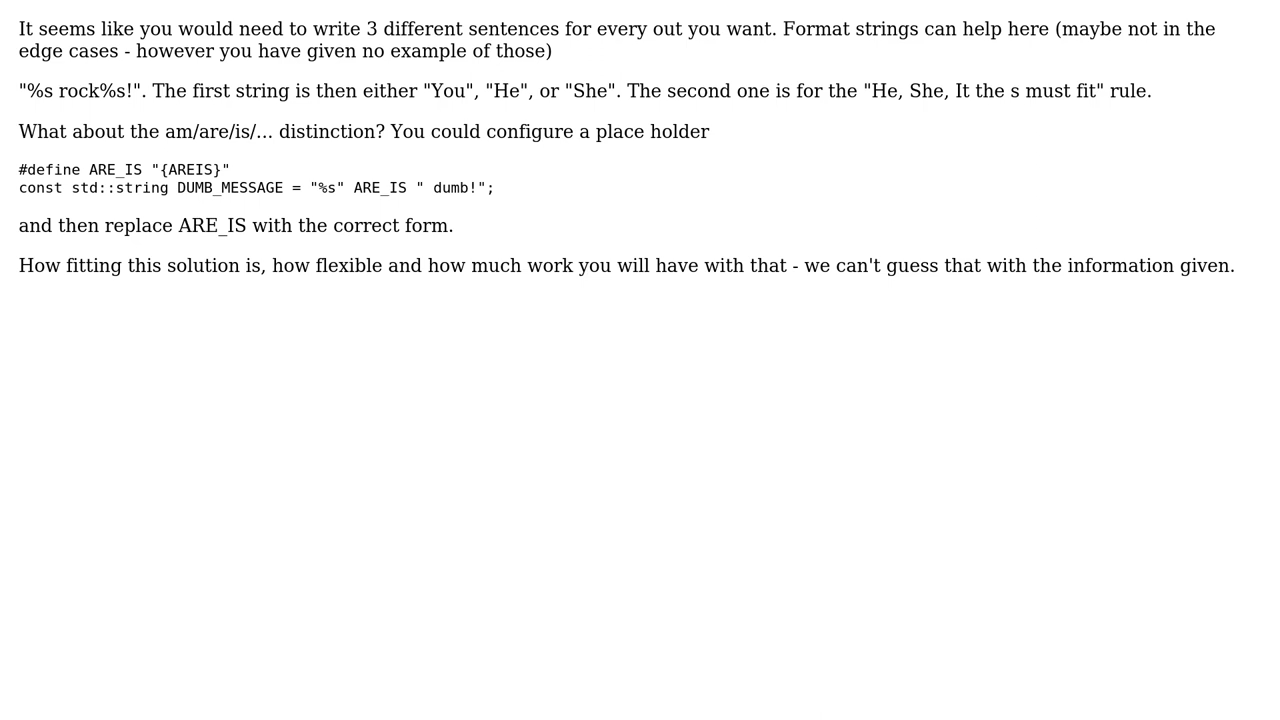 It seems like you would need to write 3 different sentences for every out you want. Format strings can help here (maybe not in the
edge cases - however you have given no example of those)
"%s rock%s!". The first string is then either "You", "He", or "She". The second one is for the "He, She, It the s must fit" rule.
What about the am/are/is/... distinction? You could configure a place holder
#define ARE_IS "{AREIS}"
const std::string DUMB_MESSAGE = "%s" ARE_IS " dumb!";
and then replace ARE_IS with the correct form.
How fitting this solution is, how flexible and how much work you will have with that - we can't guess that with the information given.